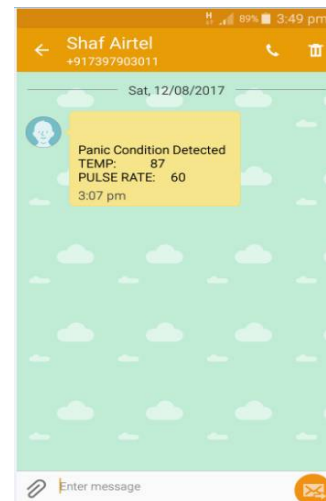 H 89% 3:49 pm
Shaf Airtel
+917397903011
Sat, 12/08/2017
Panic Condition Detected
TEMP: 87
PULSE RATE: 60
3:07 pm
Enter message